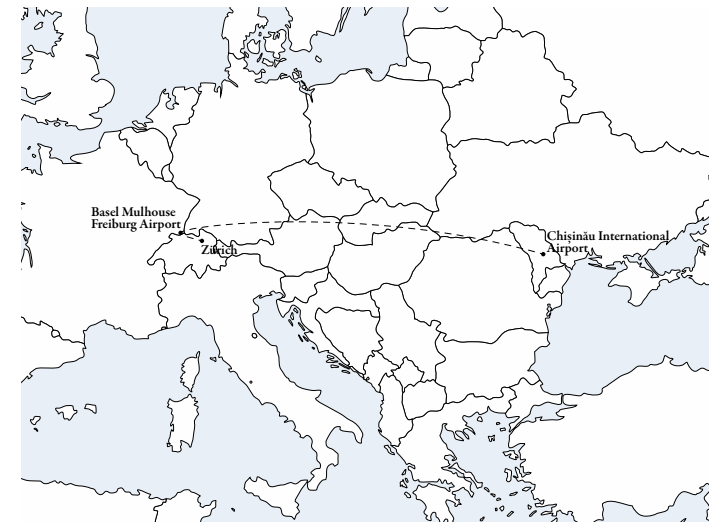 Basel Mulhouse
Freiburg Airport
Zürich
Chișinău International
Airport